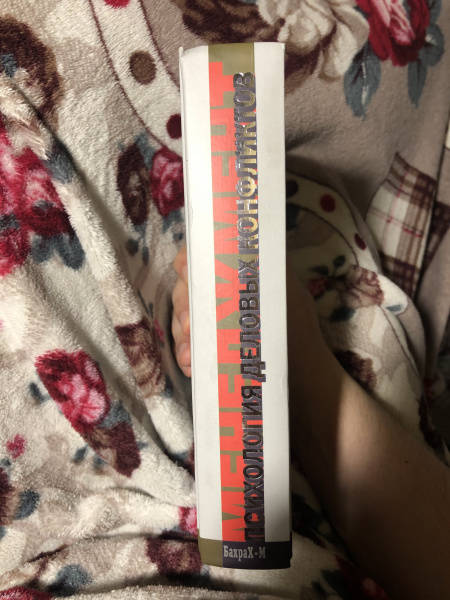 МЕНЕДЖМЕНТ
ПСИХОЛОГИЯ ДЕЛОВЫХ КОНФЛИКТОВ
БахраХ-М